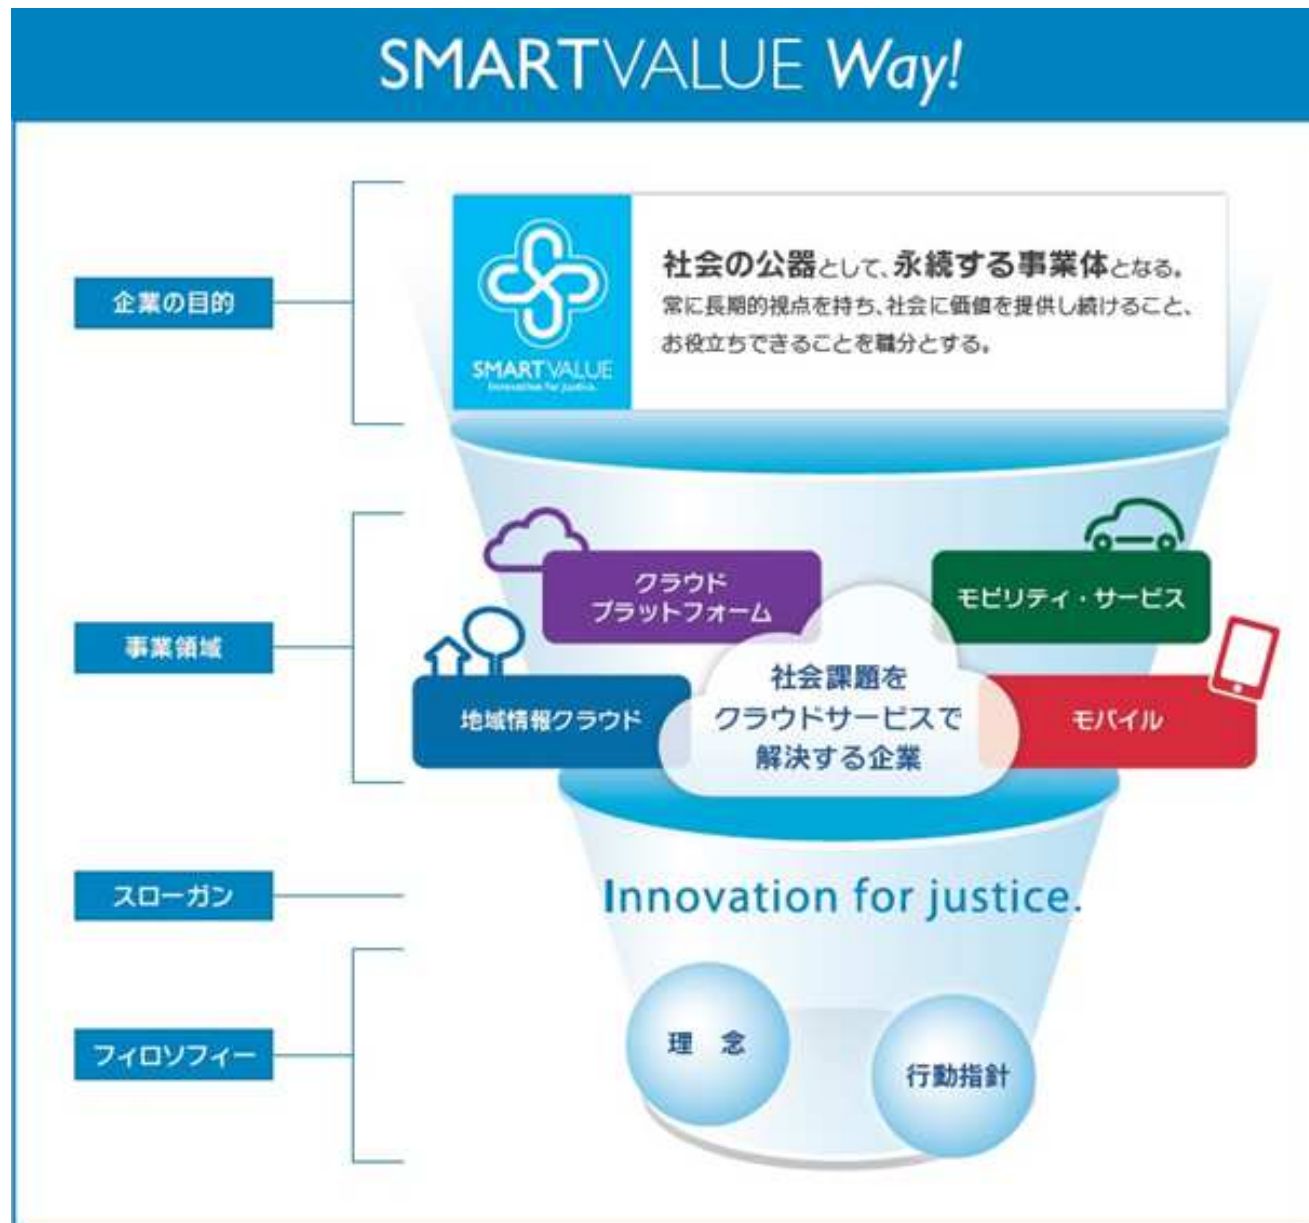 SMARTVALUE Way!
企業の目的
SMARTVALUE
Innovation for justice.
社会の公器として、永続する事業体となる。
常に長期的視点を持ち、社会に価値を提供し続けること、
お役立ちできることを職分とする。
事業領域
クラウド
プラットフォーム
モビリティ・サービス
地域情報クラウド
社会課題を
クラウドサービスで
解決する企業
モバイル
スローガン
Innovation for justice.
フィロソフィー
理 念
行動指針